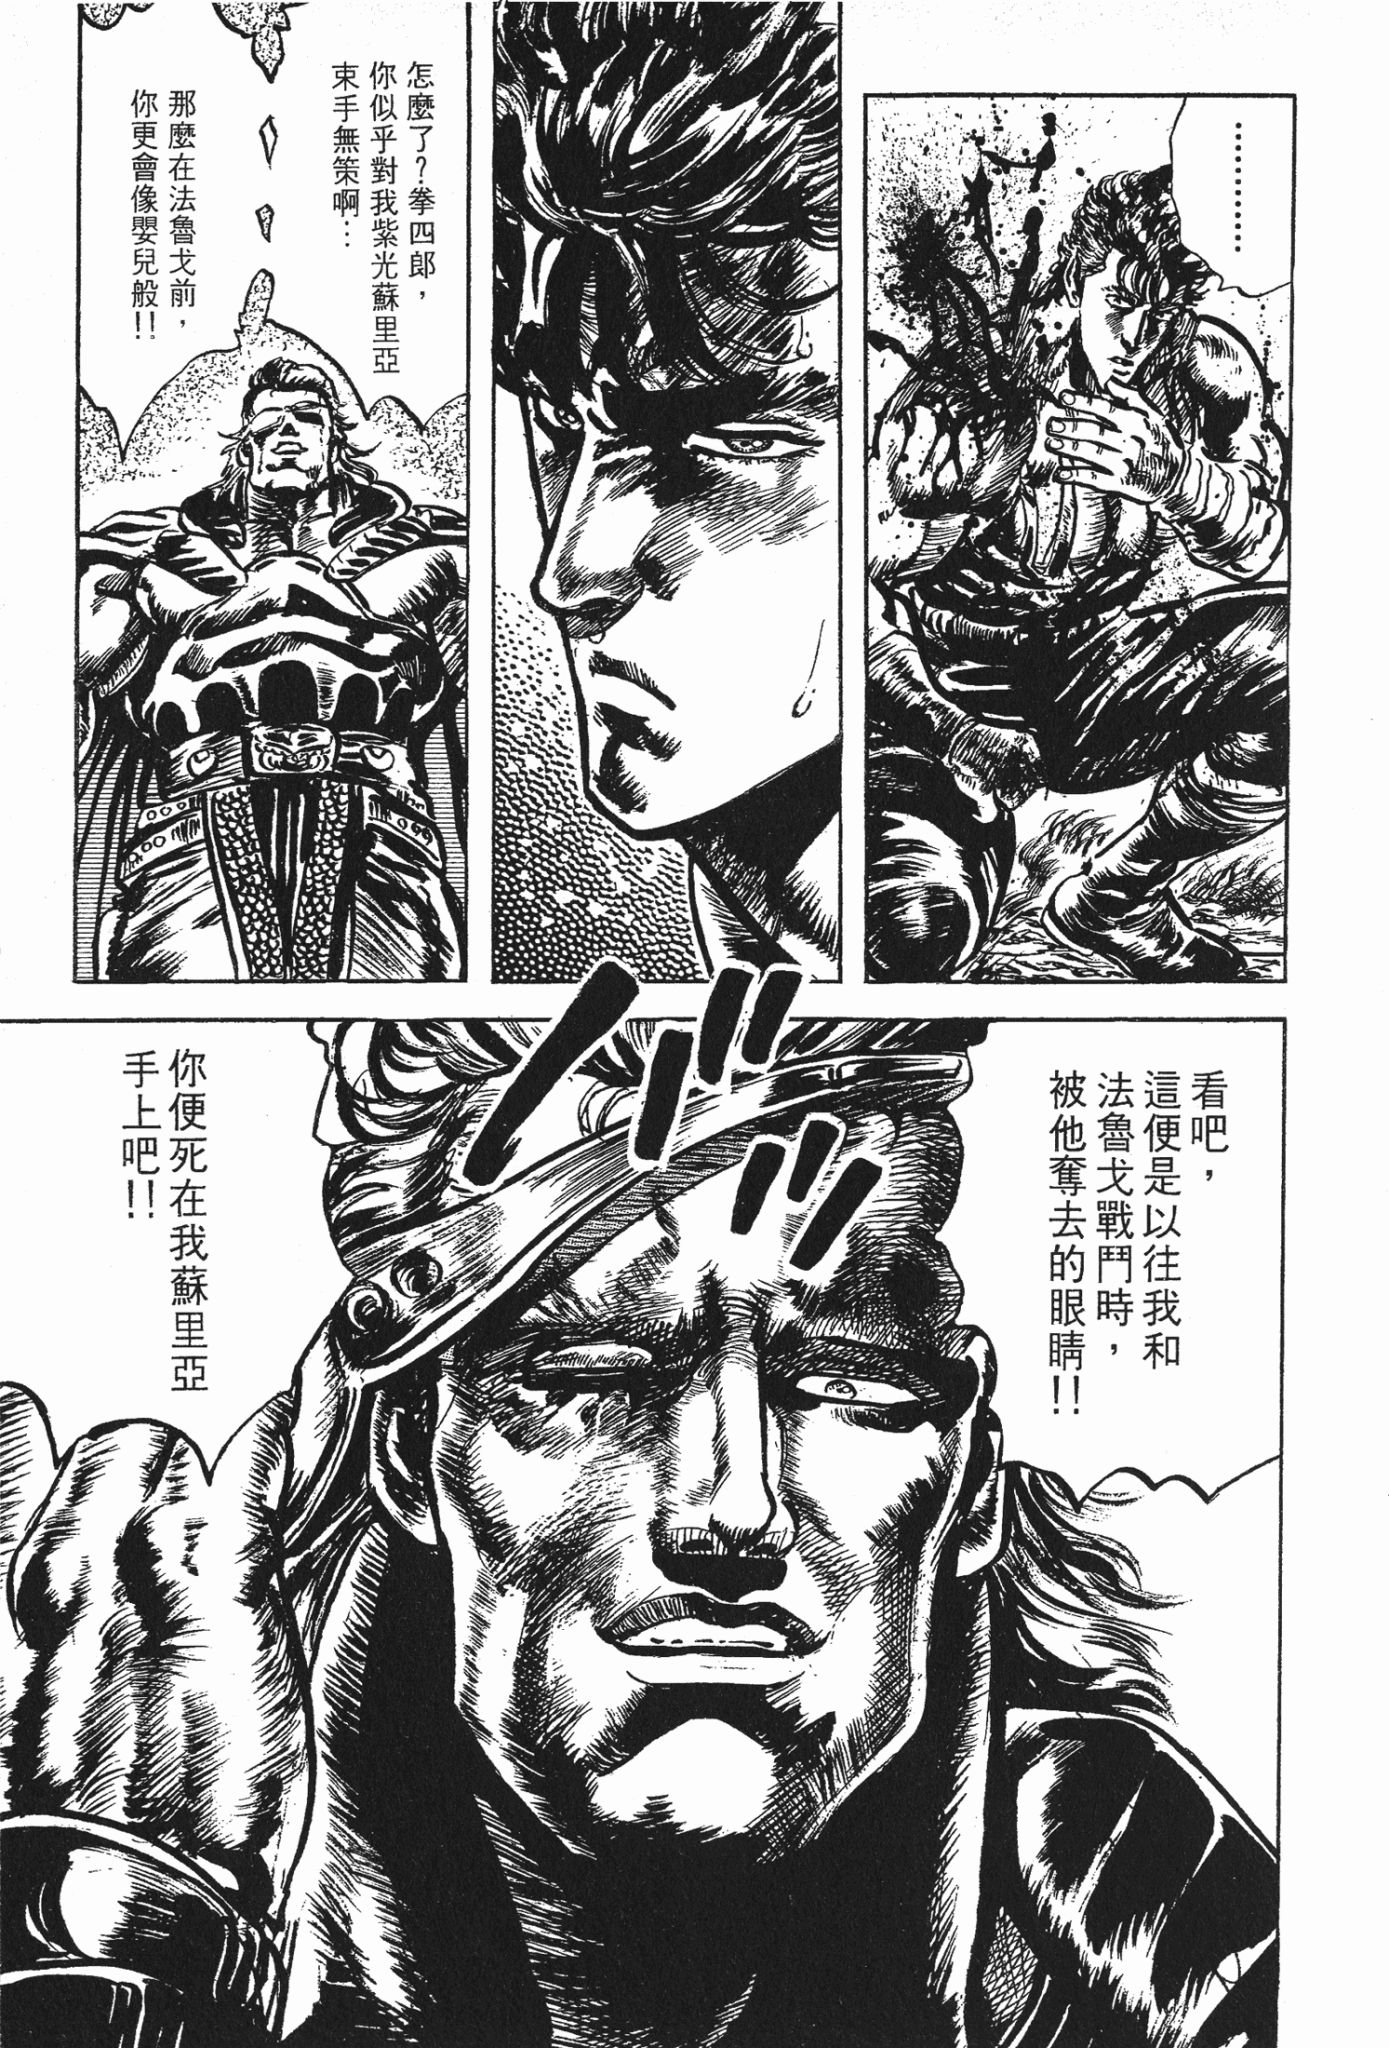 …………
怎麼了?拳四郎，
你似乎對我紫光蘇里亞
束手無策啊…
那麼在法魯戈前，
你更會像嬰兒般!!
看吧，
這便是以往我和
法魯戈戰鬥時，
被他奪去的眼睛!!
你便死在我蘇里亞
手上吧!!